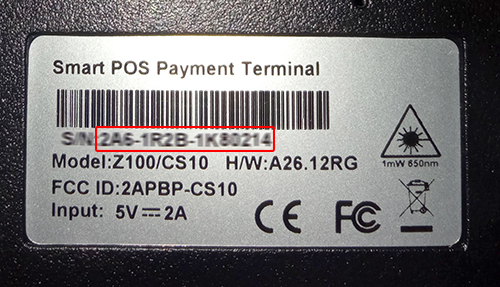 Smart POS Payment Terminal
S/N:2A6-1R2B-1K80214
Model:Z100/CS10 H/W:A26.12RG
1mW 650nm
FCC ID:2APBP-CS10
Input: 5V⎓2A
CE FC